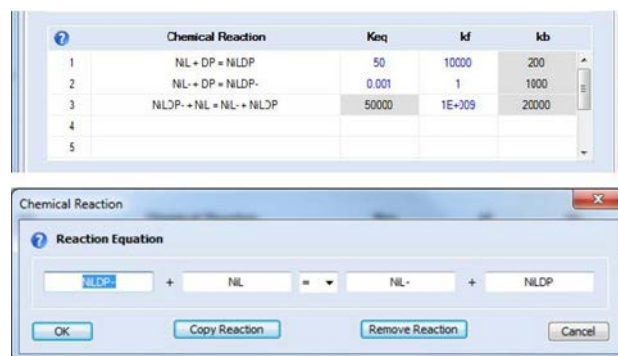 Chemical Reaction Keq kf kb
1 NiL + DP = NiLDP 50 10000 200
2 NiL- + DP = NiLDP- 0.001 1 1000
3 NiLDP- + NiL = NiL- + NiLDP 50000 1E+009 20000
4
5
Chemical Reaction
Reaction Equation
NiLDP- + NiL = NiL- + NiLDP
OK Copy Reaction Remove Reaction Cancel